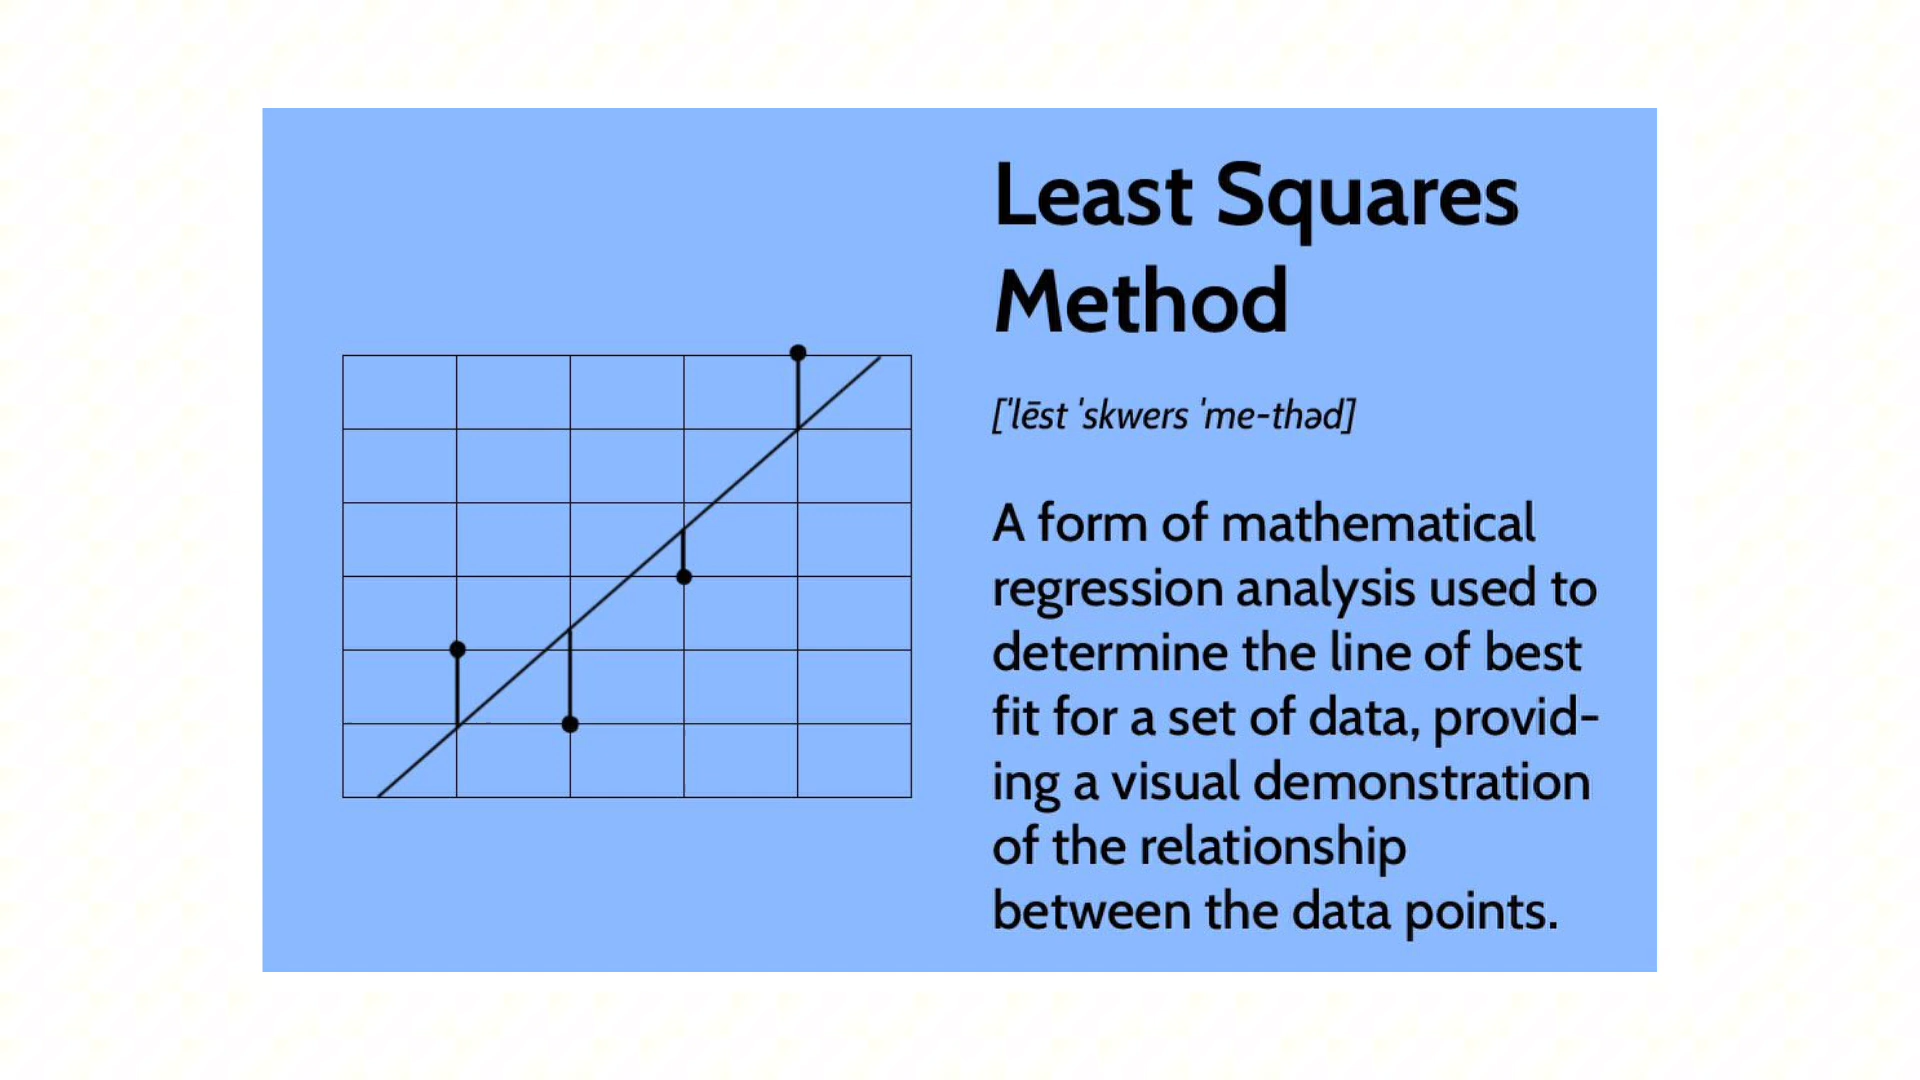 Least Squares
Method
['lēst 'skwers 'me-thəd]
A form of mathematical
regression analysis used to
determine the line of best
fit for a set of data, provid-
ing a visual demonstration
of the relationship
between the data points.